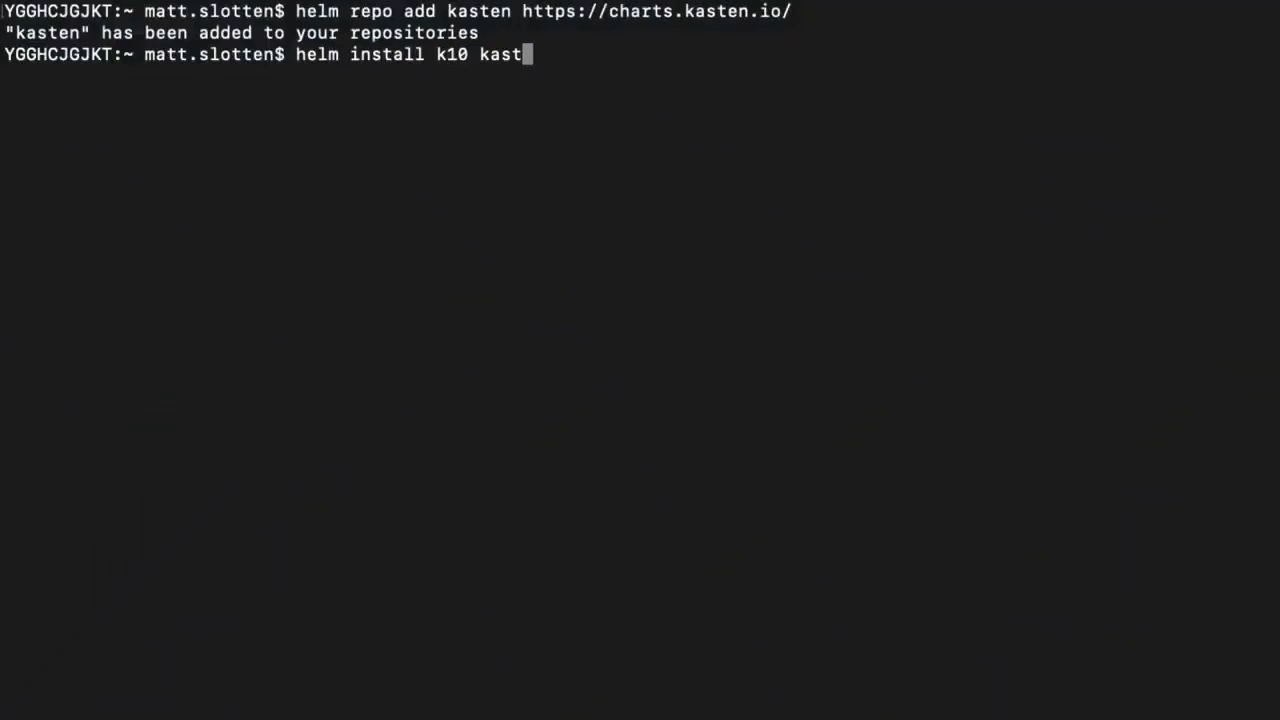 YGGHCJGJKT:~ matt.slotten$ helm repo add kasten https://charts.kasten.io/
"kasten" has been added to your repositories
YGGHCJGJKT:~ matt.slotten$ helm install k10 kast